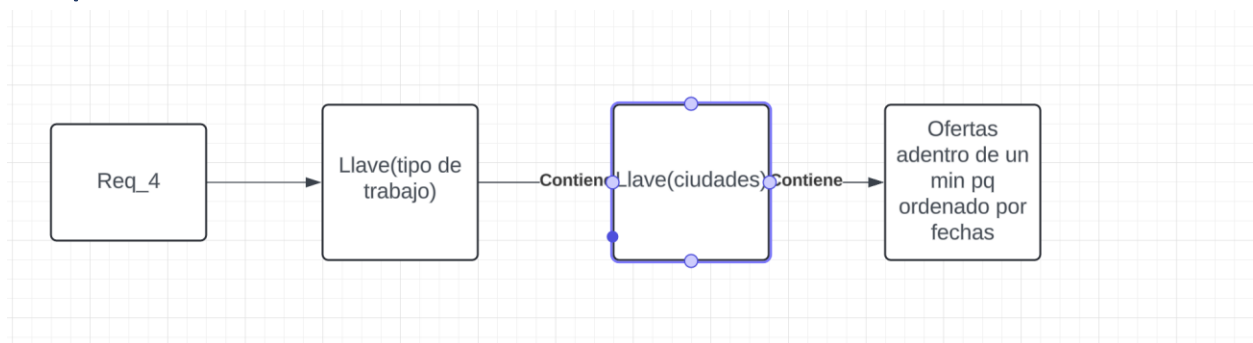 Req_4
Llave(tipo de
trabajo)
Contiene
Llave(ciudades)
Contiene
Ofertas
adentro de un
min pq
ordenado por
fechas